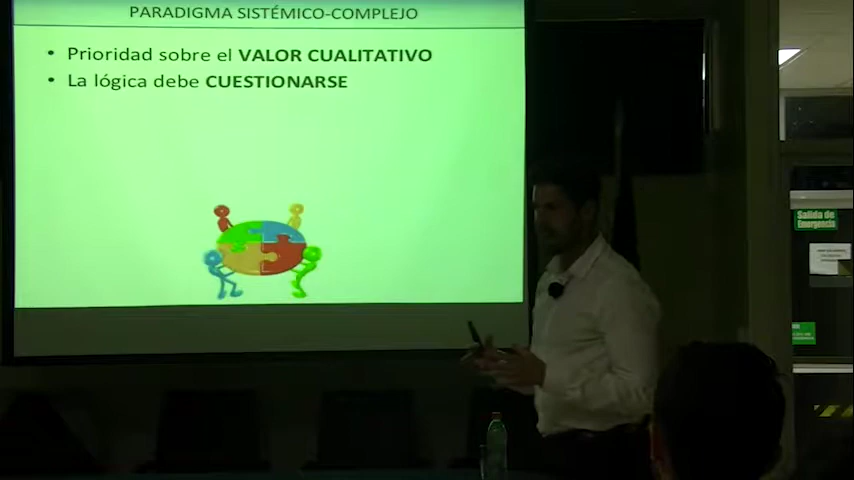 PARADIGMA SISTÉMICO-COMPLEJO
• Prioridad sobre el VALOR CUALITATIVO
• La lógica debe CUESTIONARSE
Salida de
Emergencia